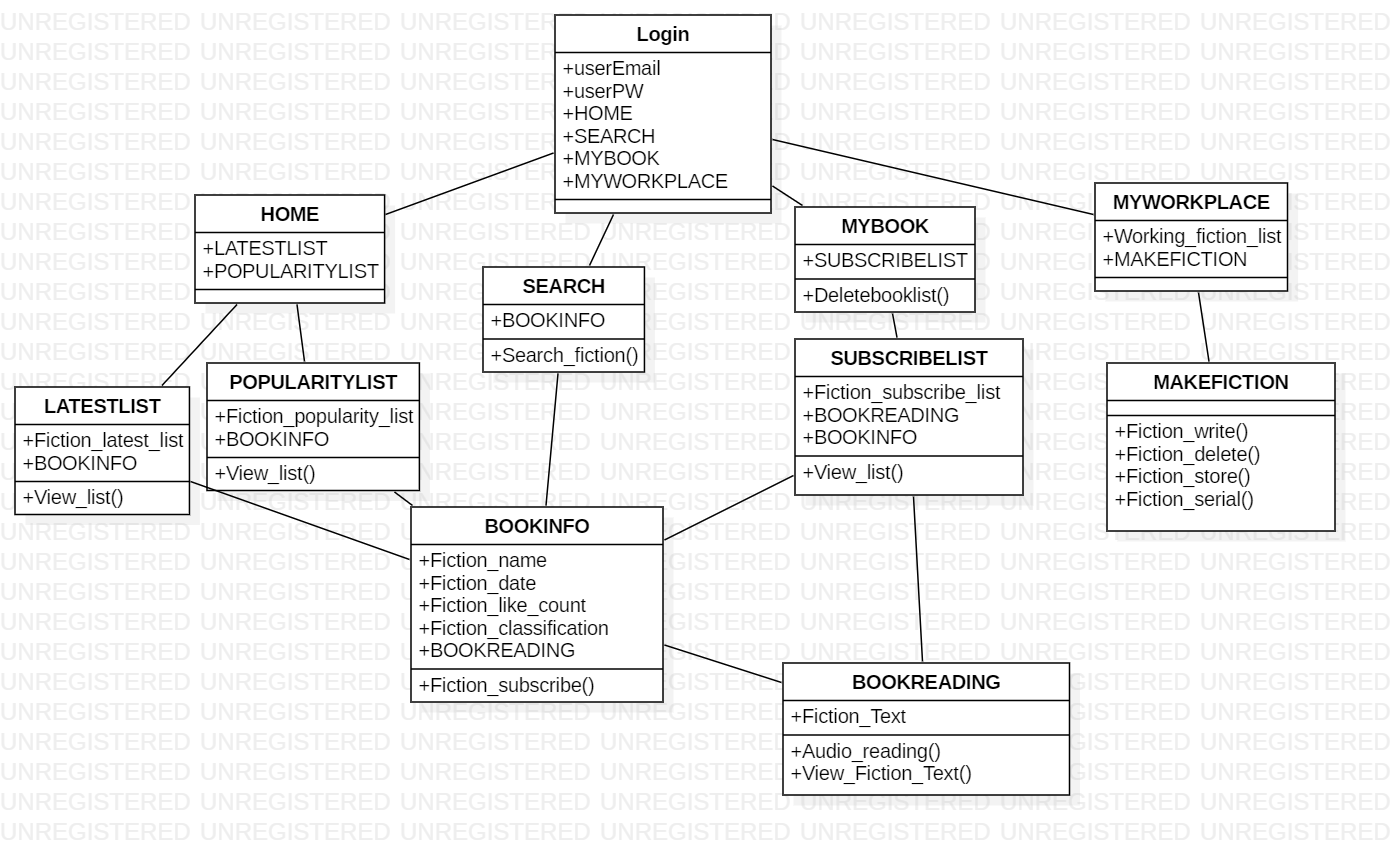 Login
+userEmail
+userPW
+HOME
+SEARCH
+MYBOOK
+MYWORKPLACE
HOME
+LATESTLIST
+POPULARITYLIST
SEARCH
+BOOKINFO
+Search_fiction()
MYBOOK
+SUBSCRIBELIST
+Deletebooklist()
MYWORKPLACE
+Working_fiction_list
+MAKEFICTION
LATESTLIST
+Fiction_latest_list
+BOOKINFO
+View_list()
POPULARITYLIST
+Fiction_popularity_list
+BOOKINFO
+View_list()
SUBSCRIBELIST
+Fiction_subscribe_list
+BOOKREADING
+BOOKINFO
+View_list()
MAKEFICTION
+Fiction_write()
+Fiction_delete()
+Fiction_store()
+Fiction_serial()
BOOKINFO
+Fiction_name
+Fiction_date
+Fiction_like_count
+Fiction_classification
+BOOKREADING
+Fiction_subscribe()
BOOKREADING
+Fiction_Text
+Audio_reading()
+View_Fiction_Text()
UNREGISTERED